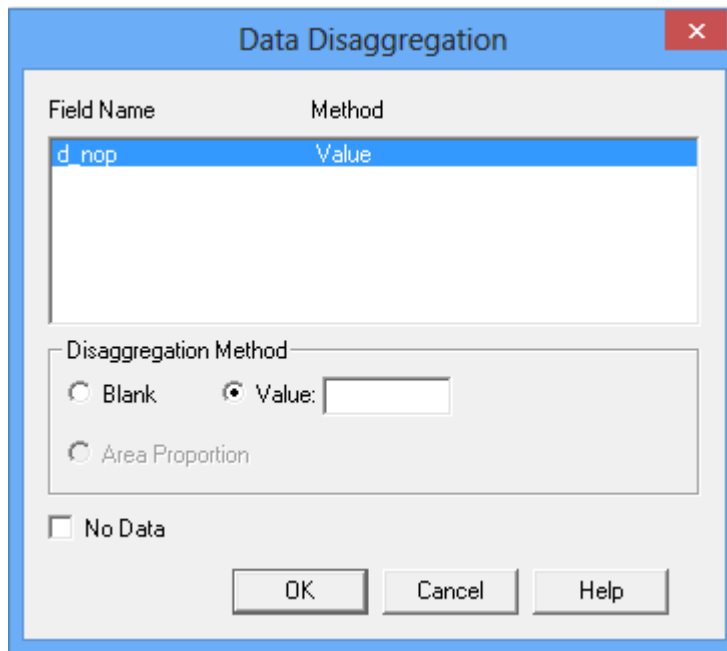 Data Disaggregation
Field Name Method
d_nop Value
Disaggregation Method
Blank Value:
Area Proportion
No Data
OK Cancel Help